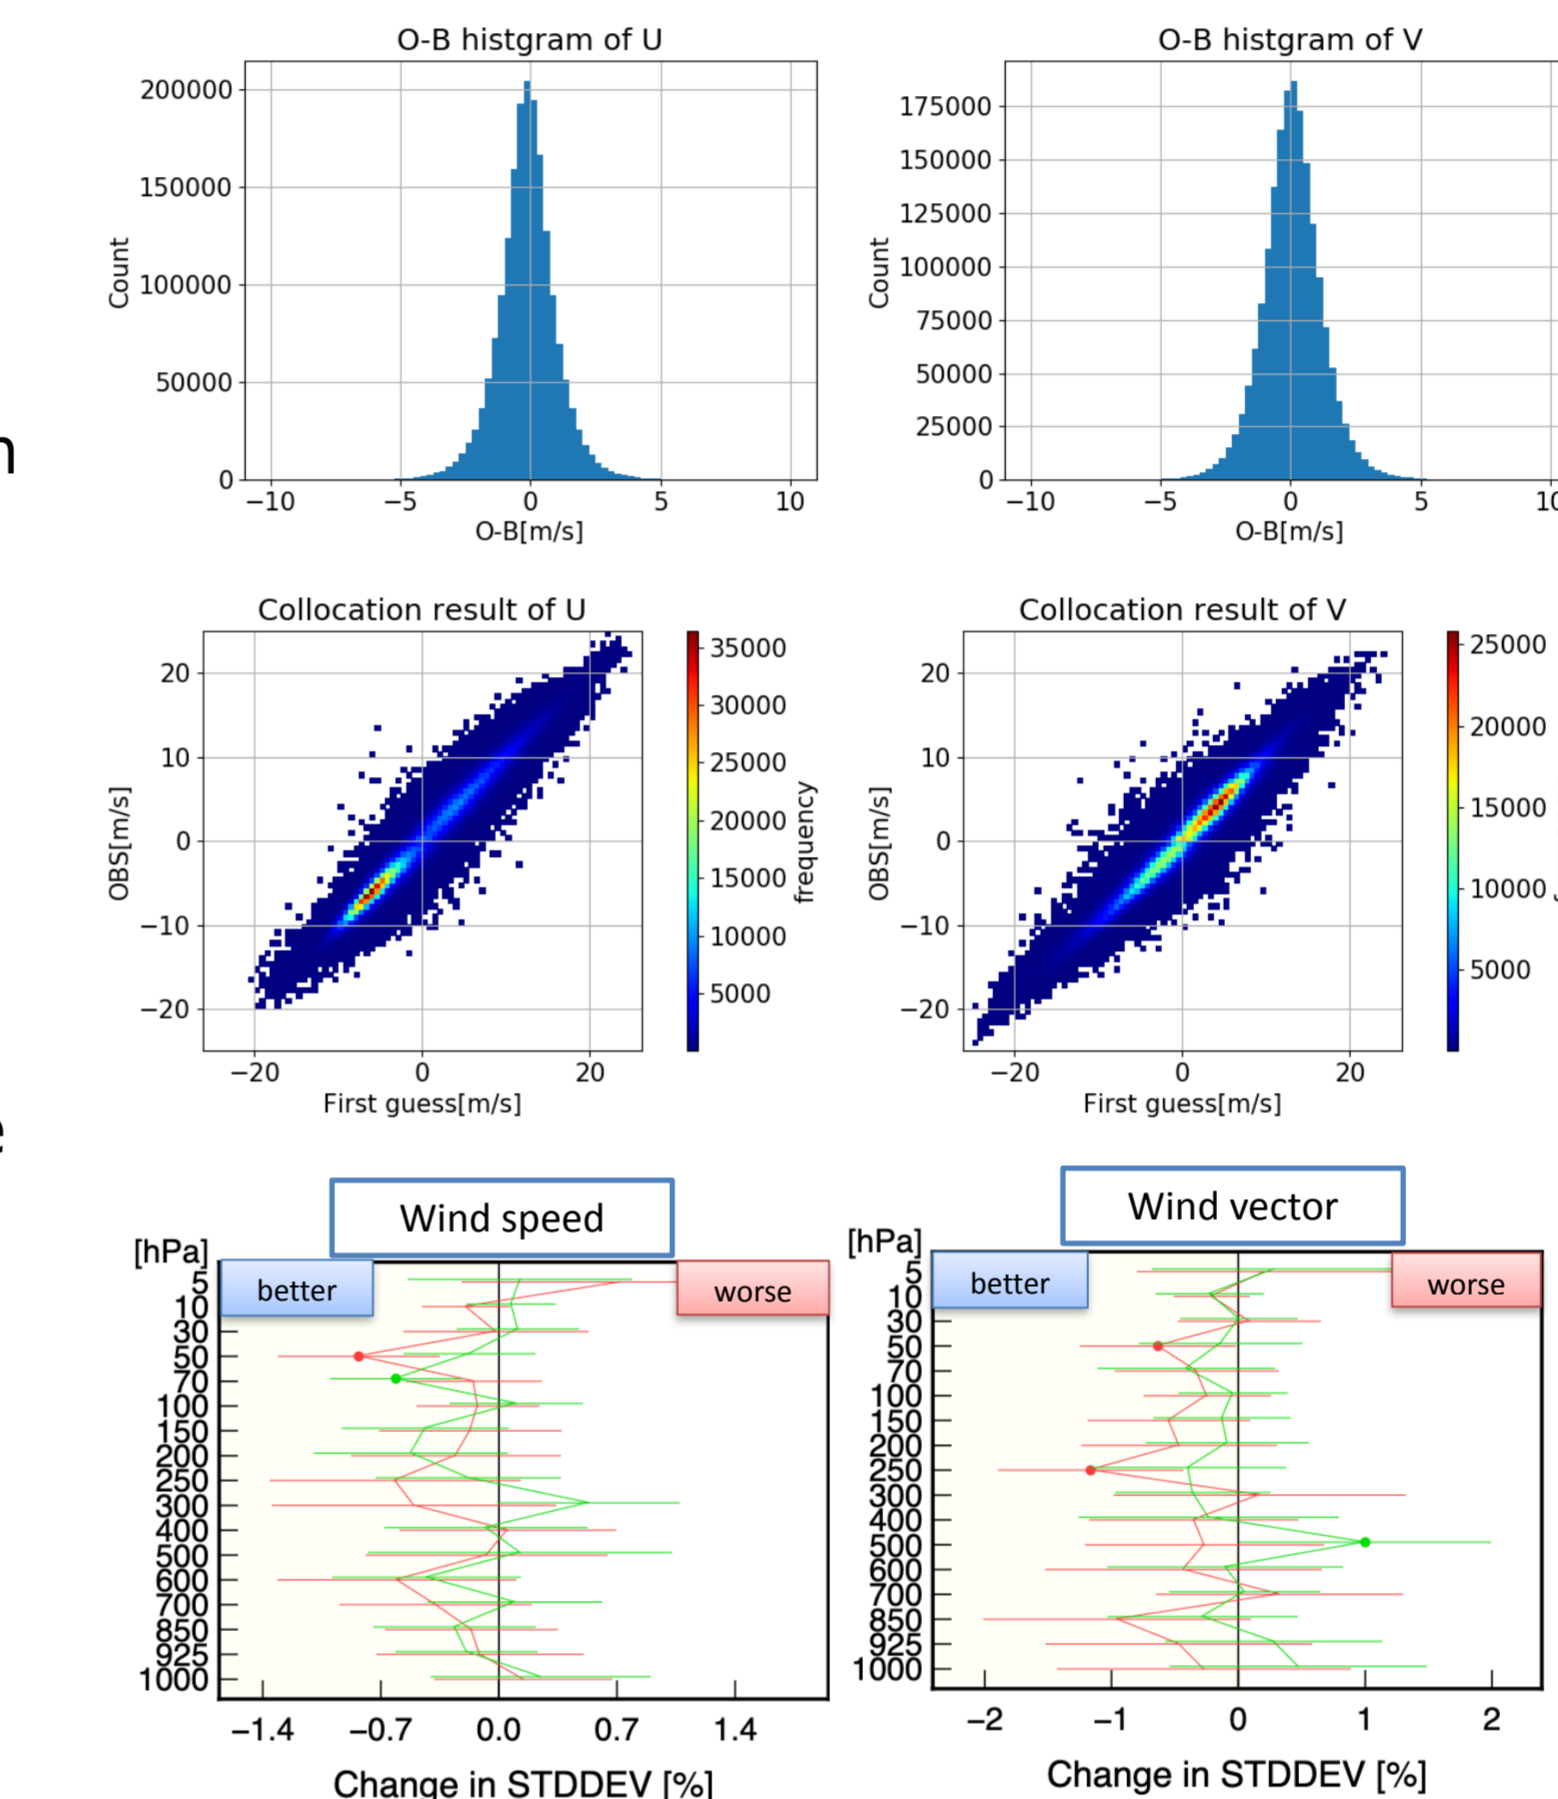 O-B histgram of U
200000
150000
100000
50000
0
Count
−10 −5 0 5 10
O-B[m/s]
O-B histgram of V
175000
150000
125000
100000
75000
50000
25000
0
Count
−10 −5 0 5 10
O-B[m/s]
n
Collocation result of U
20
10
0
−10
−20
OBS[m/s]
−20 0 20
First guess[m/s]
35000
30000
25000
20000
15000
10000
5000
frequency
Collocation result of V
20
10
0
−10
−20
OBS[m/s]
−20 0 20
First guess[m/s]
25000
20000
15000
10000
5000
e
Wind speed
[hPa]
better
worse
5
10
30
50
70
100
150
200
250
300
400
500
600
700
850
925
1000
−1.4 −0.7 0.0 0.7 1.4
Change in STDDEV [%]
Wind vector
[hPa]
better
worse
5
10
30
50
70
100
150
200
250
300
400
500
600
700
850
925
1000
−2 −1 0 1 2
Change in STDDEV [%]